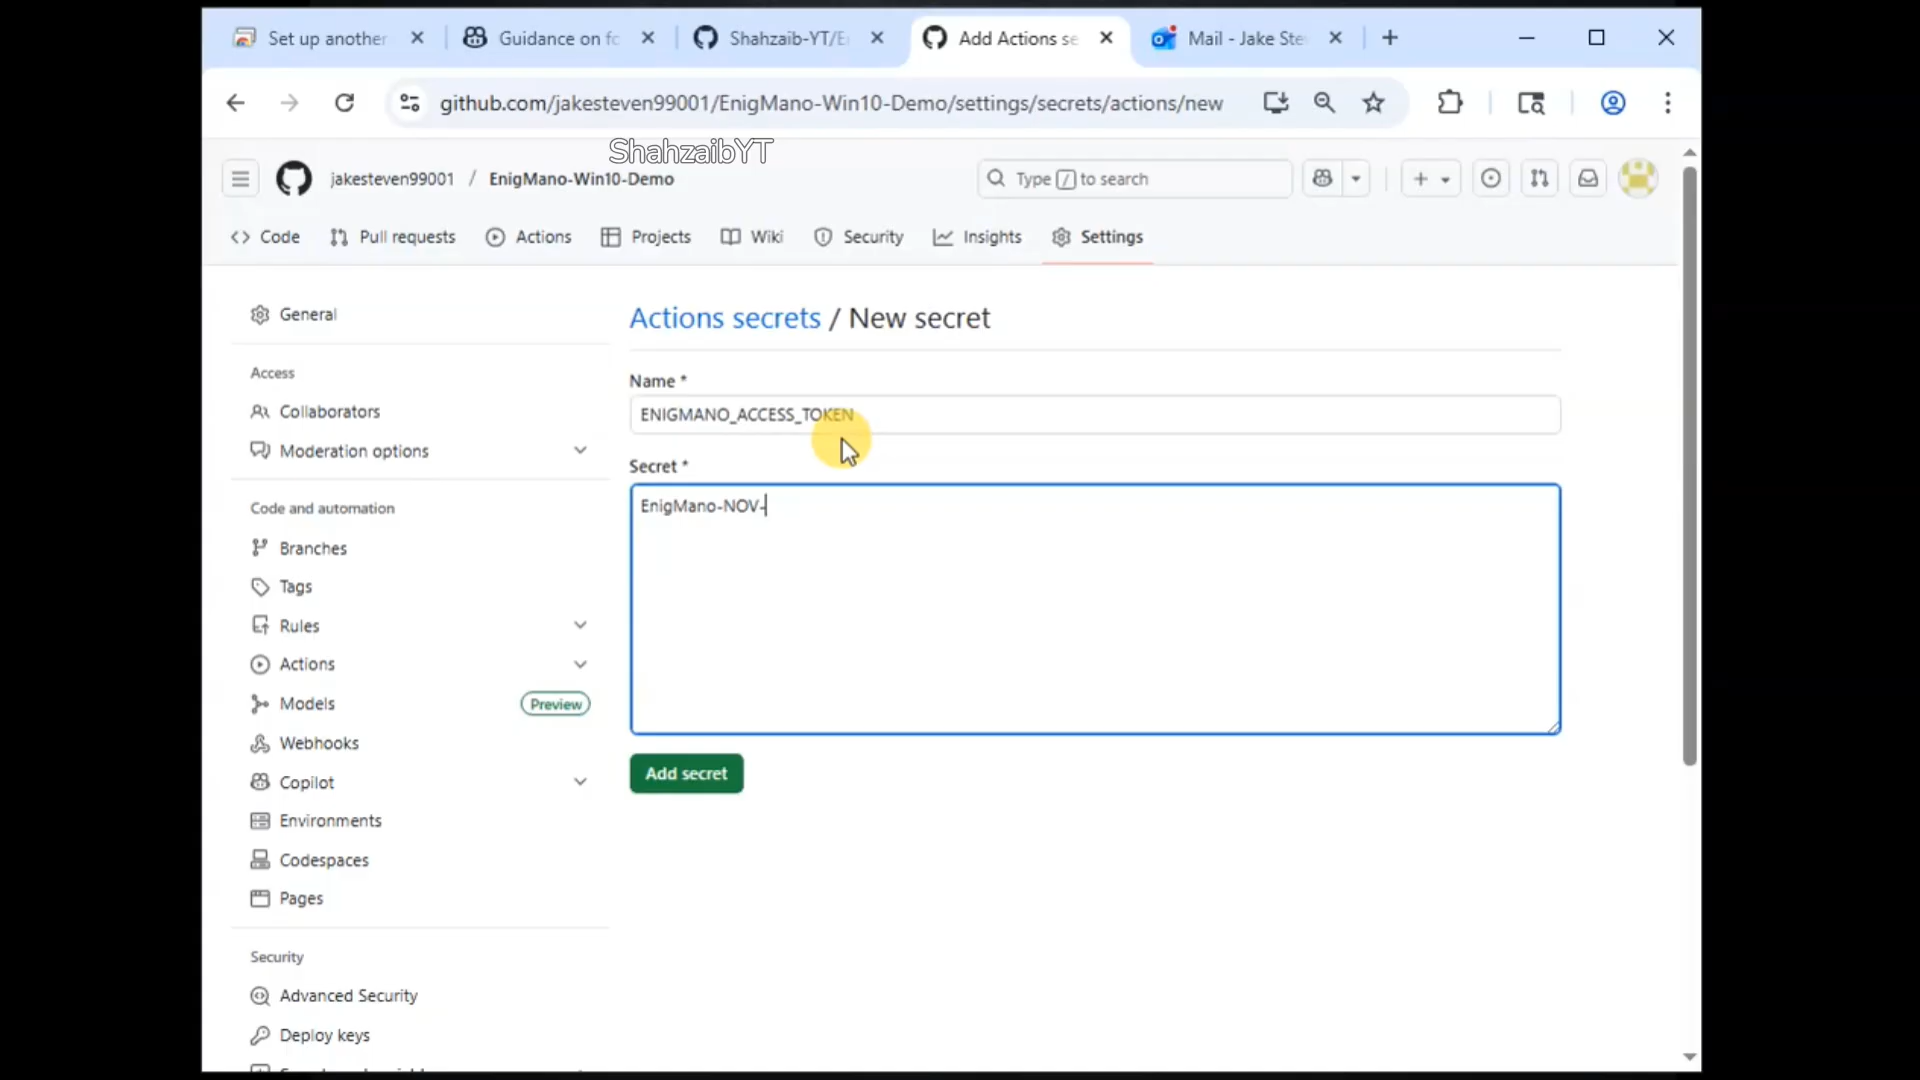 Set up another
Guidance on fo
Shahzaib-YT/E
Add Actions se
Mail - Jake Ste
github.com/jakesteven99001/EnigMano-Win10-Demo/settings/secrets/actions/new
ShahzaibYT
jakesteven99001 / EnigMano-Win10-Demo
Type / to search
Code
Pull requests
Actions
Projects
Wiki
Security
Insights
Settings
General
Access
Collaborators
Moderation options
Code and automation
Branches
Tags
Rules
Actions
Models
Preview
Webhooks
Copilot
Environments
Codespaces
Pages
Security
Advanced Security
Deploy keys
Actions secrets / New secret
Name *
ENIGMANO_ACCESS_TOKEN
Secret *
EnigMano-NOV-
Add secret